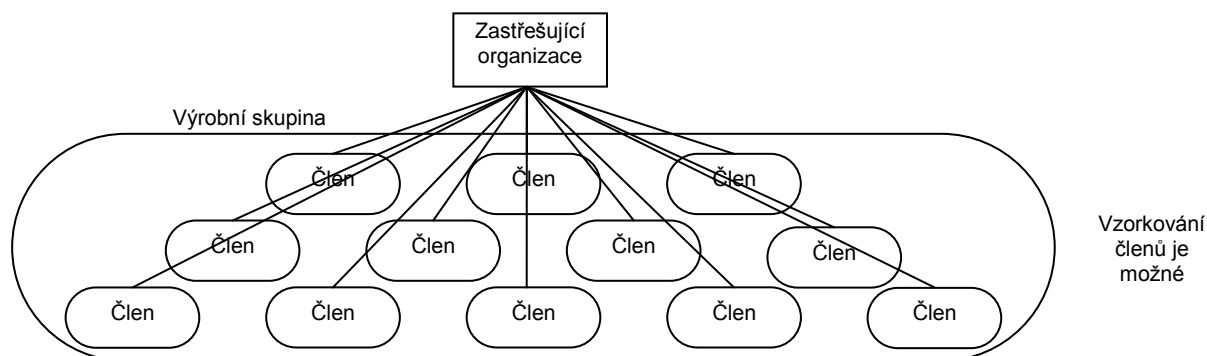 Zastřešující
organizace
Výrobní skupina
Člen Člen Člen
Člen Člen Člen Člen
Člen Člen Člen Člen Člen
Vzorkování
členů je
možné